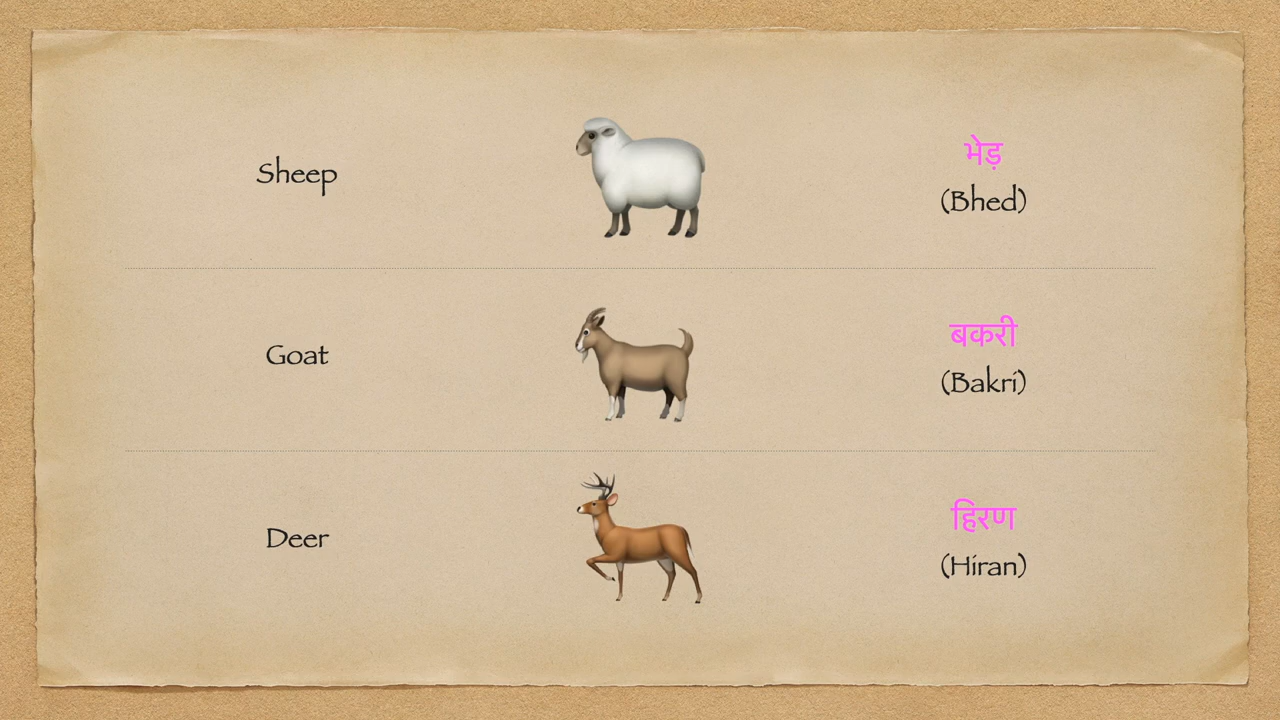 Sheep
भेड़
(Bhed)
Goat
बकरी
(Bakri)
Deer
हिरण
(Hiran)